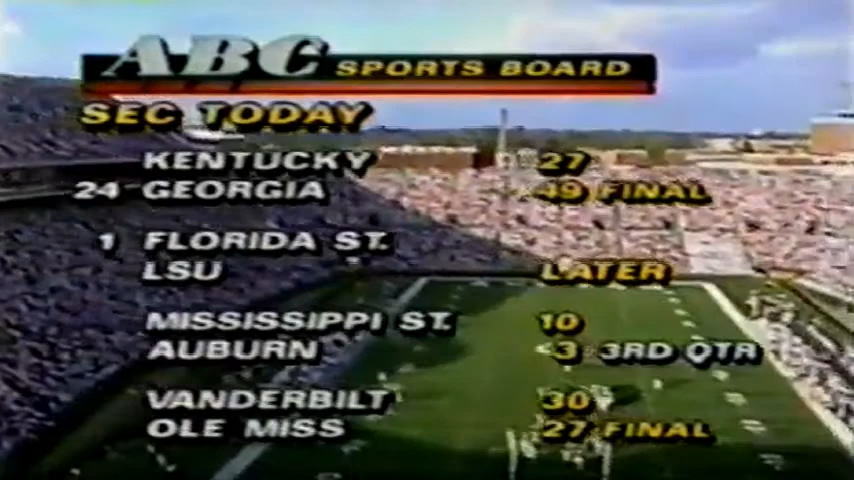 ABC SPORTS BOARD
SEC TODAY
KENTUCKY 27
24 GEORGIA 49 FINAL
1 FLORIDA ST.
LSU LATER
MISSISSIPPI ST. 10
AUBURN 3 3RD QTR
VANDERBILT 30
OLE MISS 27 FINAL